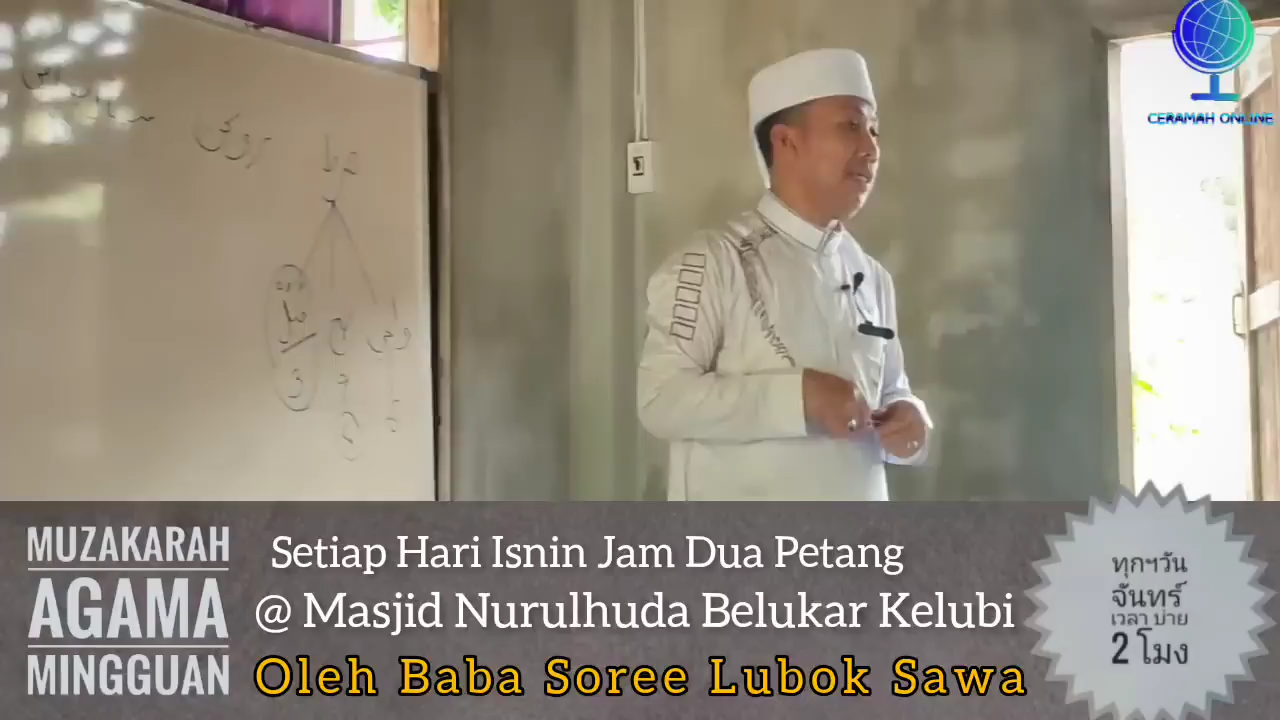 CERAMAH ONLINE
MUZAKARAH
AGAMA
MINGGUAN
Setiap Hari Isnin Jam Dua Petang
@ Masjid Nurulhuda Belukar Kelubi
Oleh Baba Soree Lubok Sawa
ทุกฯวัน
จันทร์
เวลา บ่าย
2 โมง